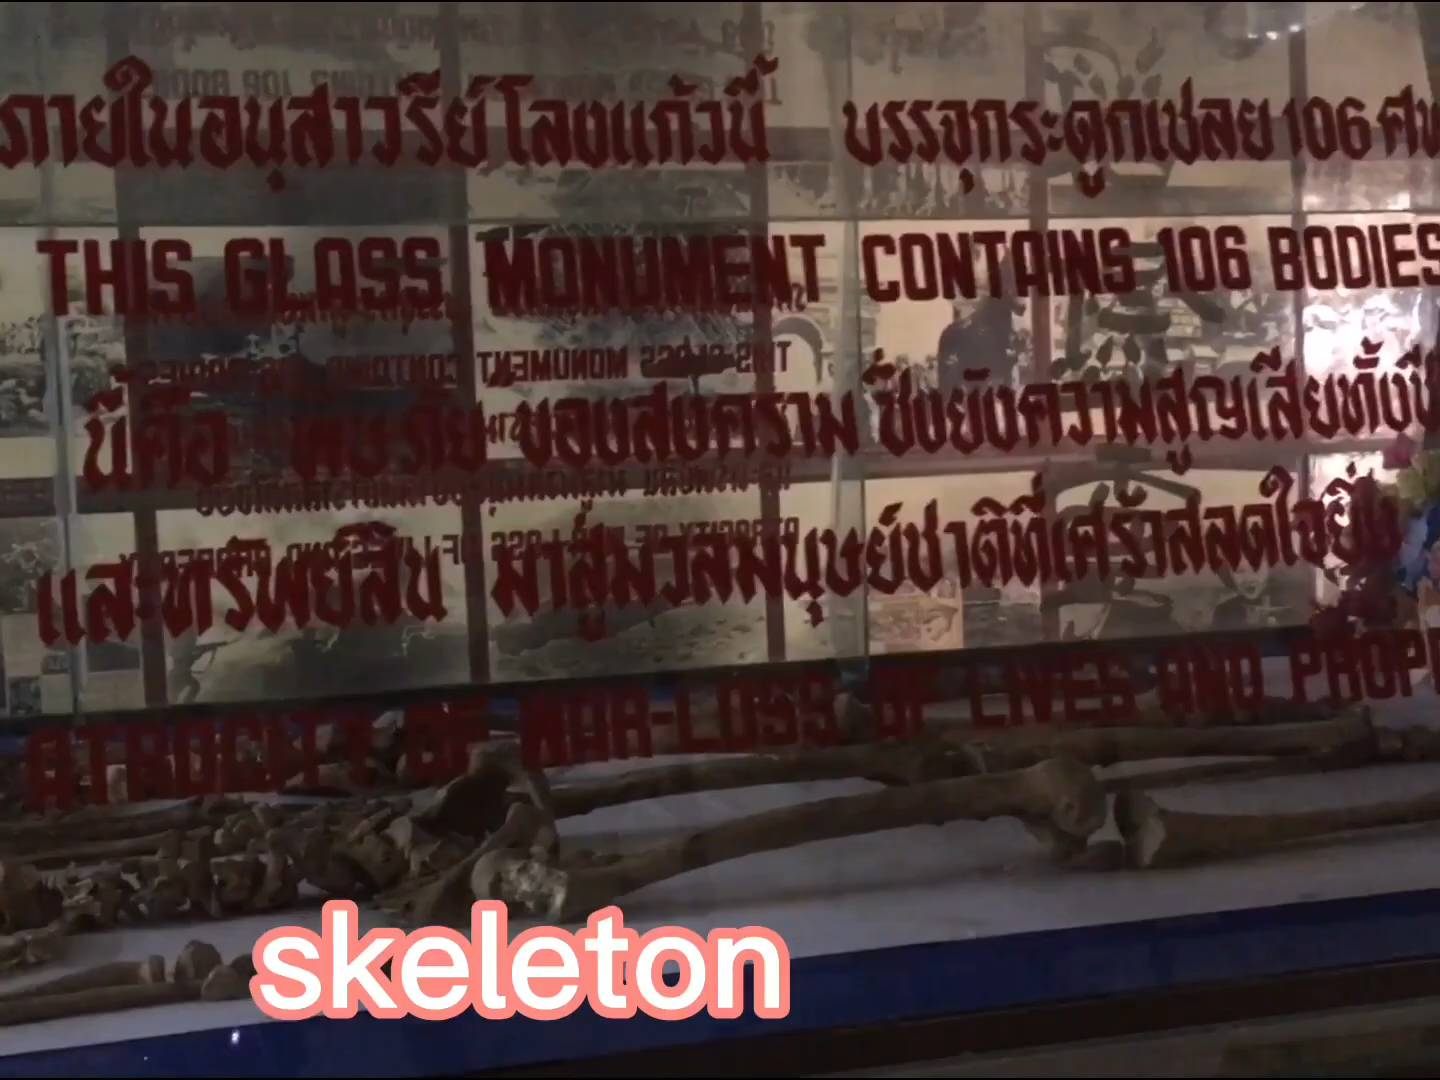 ภายในอนุสาวรีย์โลงแก้วนี้ บรรจุกระดูกเชลย 106
THIS GLASS MONUMENT CONTAINS 106 BODIES
นี้คือ ของสงคราม ซึ่งยังความสูญเสียทั้ง
และทรัพย์สิน มาสู่มวลมนุษย์ชาติที่เศร้าสลดใจยิ่ง
ATROCITY OF WAR-LOSS OF LIVES AND
skeleton